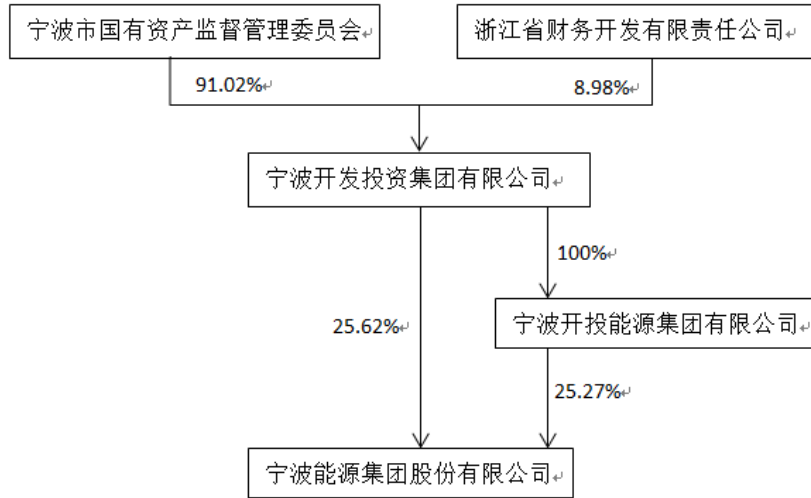 宁波市国有资产监督管理委员会
浙江省财务开发有限责任公司
91.02%
8.98%
宁波开发投资集团有限公司
100%
宁波开投能源集团有限公司
25.62%
25.27%
宁波能源集团股份有限公司